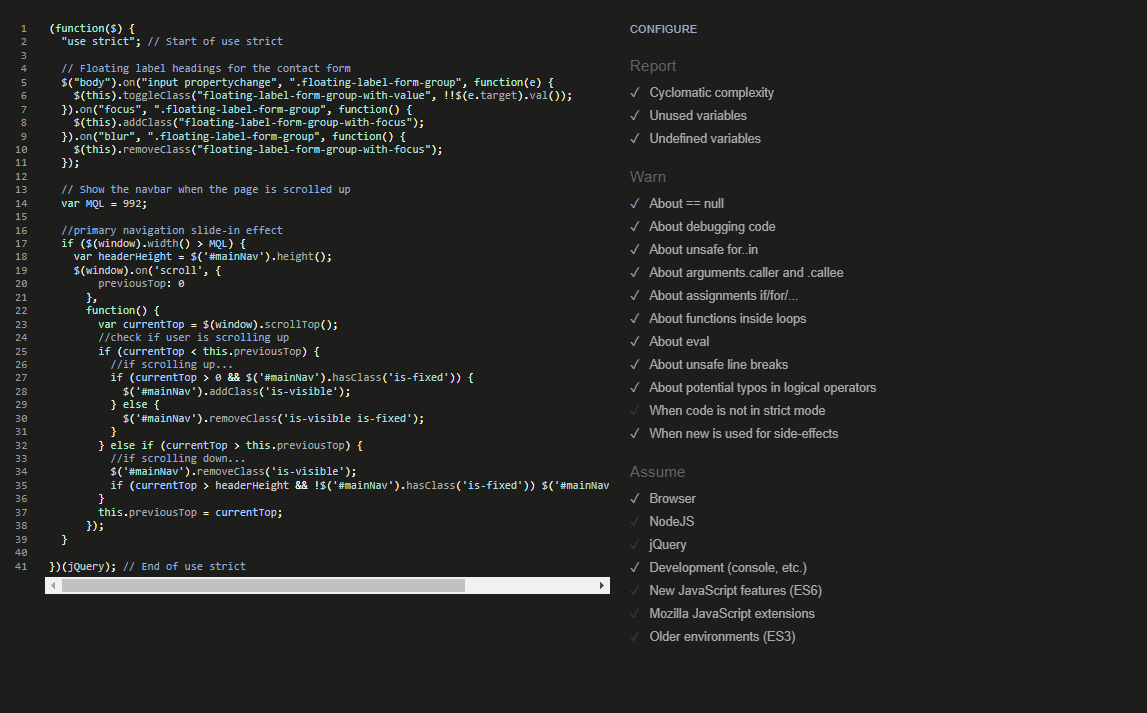 1 (function($) {
2 "use strict"; // Start of use strict
3
4 // Floating label headings for the contact form
5 $("body").on("input propertychange", ".floating-label-form-group", function(e) {
6 $(this).toggleClass("floating-label-form-group-with-value", !!$(e.target).val());
7 }).on("focus", ".floating-label-form-group", function() {
8 $(this).addClass("floating-label-form-group-with-focus");
9 }).on("blur", ".floating-label-form-group", function() {
10 $(this).removeClass("floating-label-form-group-with-focus");
11 });
12
13 // Show the navbar when the page is scrolled up
14 var MQL = 992;
15
16 //primary navigation slide-in effect
17 if ($(window).width() > MQL) {
18 var headerHeight = $('#mainNav').height();
19 $(window).on('scroll', {
20 previousTop: 0
21 },
22 function() {
23 var currentTop = $(window).scrollTop();
24 //check if user is scrolling up
25 if (currentTop < this.previousTop) {
26 //if scrolling up...
27 if (currentTop > 0 && $('#mainNav').hasClass('is-fixed')) {
28 $('#mainNav').addClass('is-visible');
29 } else {
30 $('#mainNav').removeClass('is-visible is-fixed');
31 }
32 } else if (currentTop > this.previousTop) {
33 //if scrolling down...
34 $('#mainNav').removeClass('is-visible');
35 if (currentTop > headerHeight && !$('#mainNav').hasClass('is-fixed')) $('#mainNav
36 }
37 this.previousTop = currentTop;
38 });
39 }
40
41 })(jQuery); // End of use strict
CONFIGURE
Report
✓ Cyclomatic complexity
✓ Unused variables
✓ Undefined variables
Warn
✓ About == null
✓ About debugging code
✓ About unsafe for..in
✓ About arguments.caller and .callee
✓ About assignments if/for/...
✓ About functions inside loops
✓ About eval
✓ About unsafe line breaks
✓ About potential typos in logical operators
✓ When code is not in strict mode
✓ When new is used for side-effects
Assume
✓ Browser
✓ NodeJS
✓ jQuery
✓ Development (console, etc.)
✓ New JavaScript features (ES6)
✓ Mozilla JavaScript extensions
✓ Older environments (ES3)